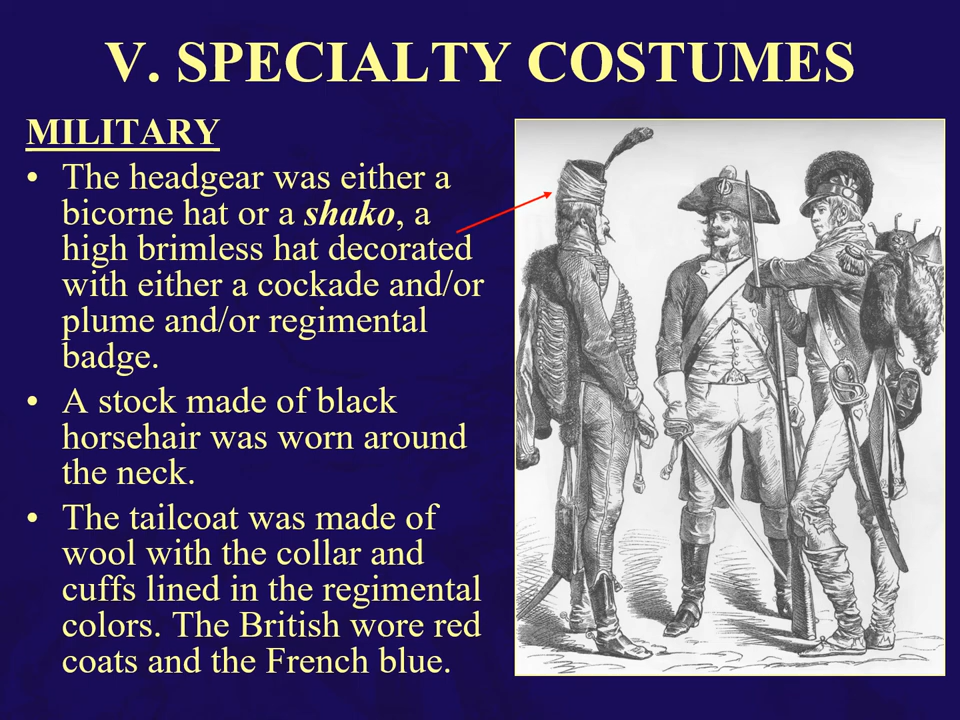 V. SPECIALTY COSTUMES
MILITARY
• The headgear was either a
bicorne hat or a shako, a
high brimless hat decorated
with either a cockade and/or
plume and/or regimental
badge.
• A stock made of black
horsehair was worn around
the neck.
• The tailcoat was made of
wool with the collar and
cuffs lined in the regimental
colors. The British wore red
coats and the French blue.